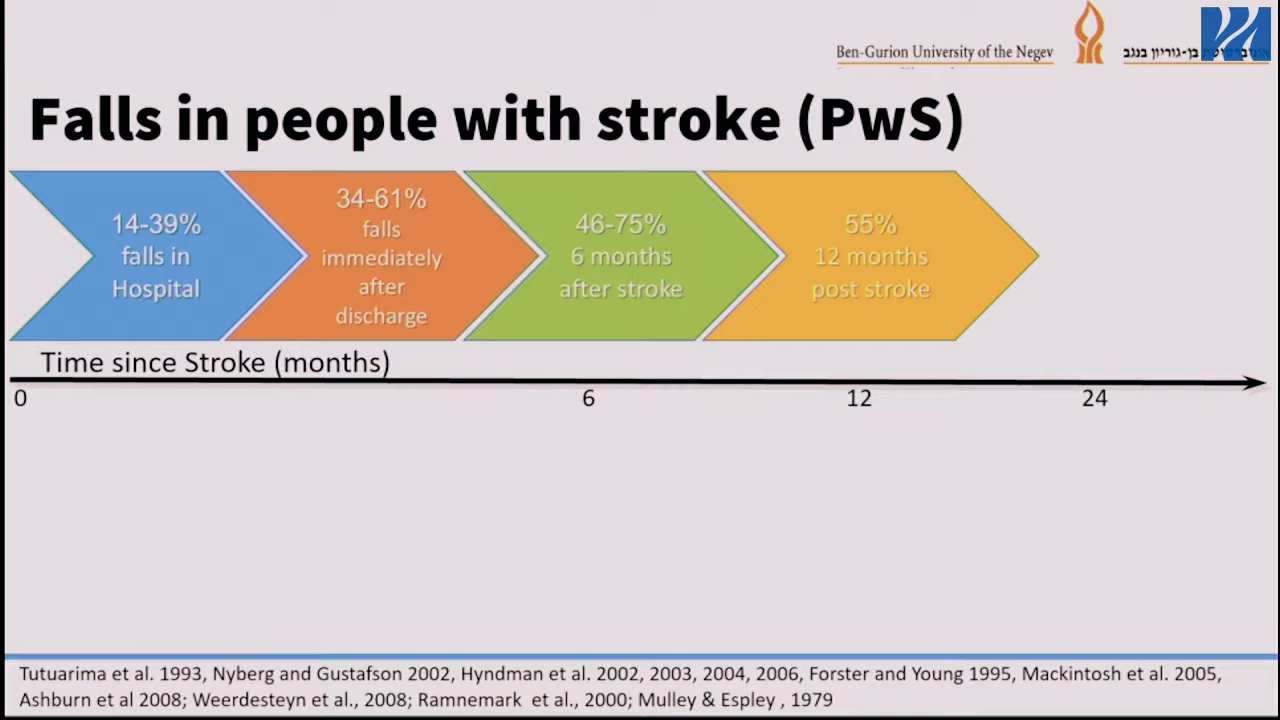 Ben-Gurion University of the Negev
בן-גוריון בנגב
Falls in people with stroke (PwS)
14-39%
falls in
Hospital
34-61%
falls
immediately
after
discharge
46-75%
6 months
after stroke
55%
12 months
post stroke
Time since Stroke (months)
0 6 12 24
Tutuarima et al. 1993, Nyberg and Gustafson 2002, Hyndman et al. 2002, 2003, 2004, 2006, Forster and Young 1995, Mackintosh et al. 2005,
Ashburn et al 2008; Weerdesteyn et al., 2008; Ramnemark et al., 2000; Mulley & Espley , 1979